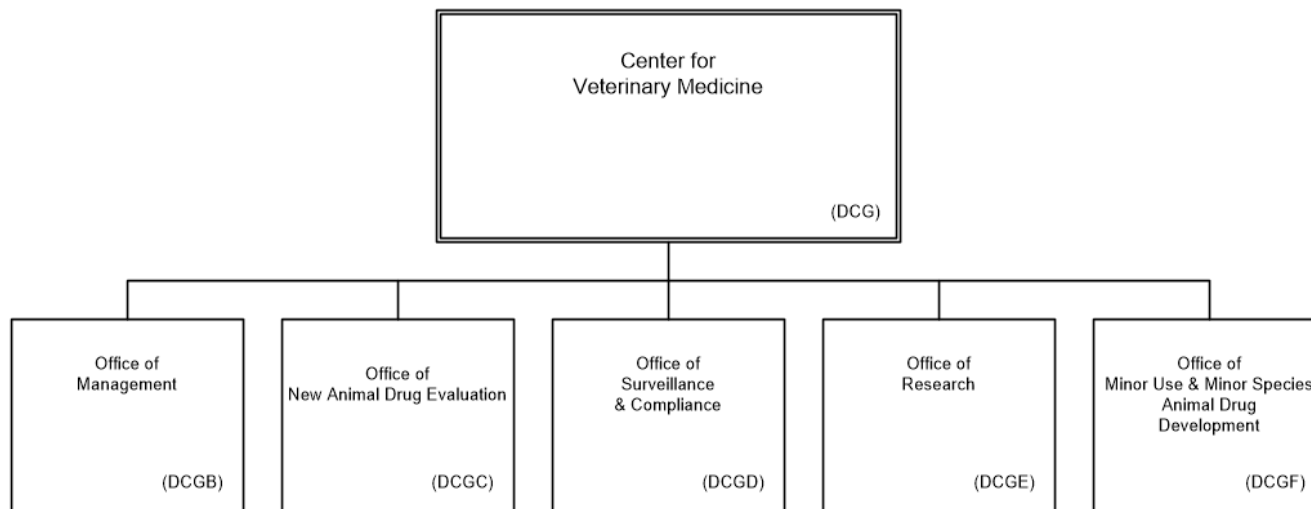 Center for
Veterinary Medicine
(DCG)
Office of
Management
(DCGB)
Office of
New Animal Drug Evaluation
(DCGC)
Office of
Surveillance
& Compliance
(DCGD)
Office of
Research
(DCGE)
Office of
Minor Use & Minor Species
Animal Drug
Development
(DCGF)